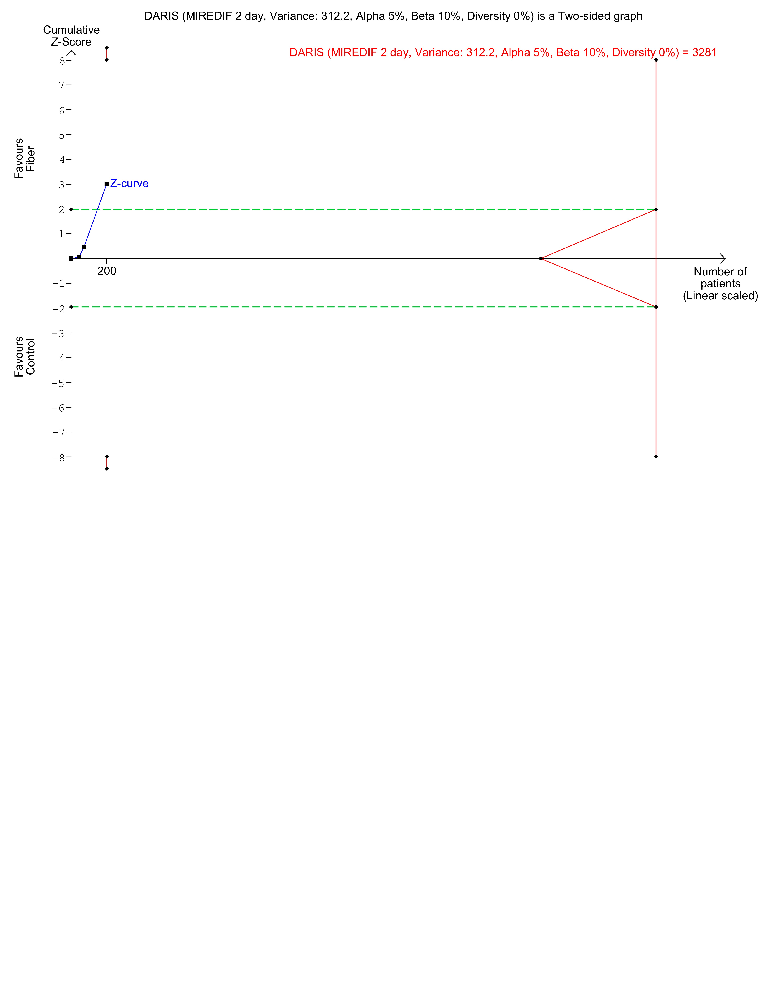 DARIS (MIREDIF 2 day, Variance: 312.2, Alpha 5%, Beta 10%, Diversity 0%) is a Two-sided graph
Cumulative
Z-Score
DARIS (MIREDIF 2 day, Variance: 312.2, Alpha 5%, Beta 10%, Diversity 0%) = 3281
8
7
6
5
4
3
2
1
-1
-2
-3
-4
-5
-6
-7
-8
Favours
Fiber
Favours
Control
Z-curve
200
Number of
patients
(Linear scaled)